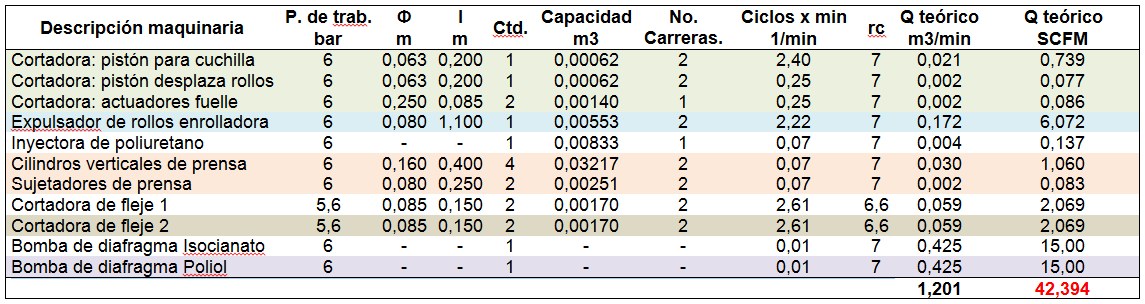 Descripción maquinaria P. de trab. bar Φ m l m Ctd. Capacidad m3 No. Carreras. Ciclos x min 1/min rc Q teórico m3/min Q teórico SCFM
Cortadora: pistón para cuchilla 6 0,063 0,200 1 0,00062 2 2,40 7 0,021 0,739
Cortadora: pistón desplaza rollos 6 0,063 0,200 1 0,00062 2 0,25 7 0,002 0,077
Cortadora: actuadores fuelle 6 0,250 0,085 2 0,00140 1 0,25 7 0,002 0,086
Expulsador de rollos enrolladora 6 0,080 1,100 1 0,00553 2 2,22 7 0,172 6,072
Inyectora de poliuretano 6 - - 1 0,00833 1 0,07 7 0,004 0,137
Cilindros verticales de prensa 6 0,160 0,400 4 0,03217 2 0,07 7 0,030 1,060
Sujetadores de prensa 6 0,080 0,250 2 0,00251 2 0,07 7 0,002 0,083
Cortadora de fleje 1 5,6 0,085 0,150 2 0,00170 2 2,61 6,6 0,059 2,069
Cortadora de fleje 2 5,6 0,085 0,150 2 0,00170 2 2,61 6,6 0,059 2,069
Bomba de diafragma Isocianato 6 - - 1 - - 0,01 7 0,425 15,00
Bomba de diafragma Poliol 6 - - 1 - - 0,01 7 0,425 15,00
1,201 42,394